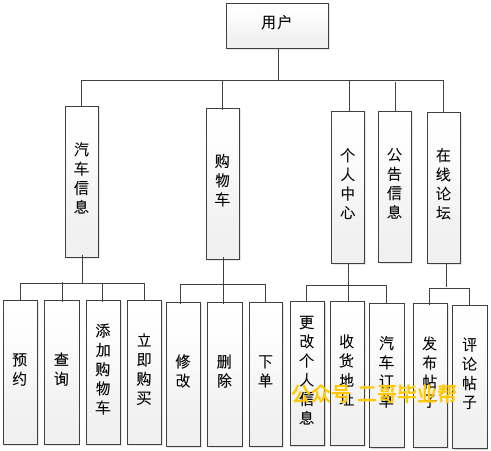 用户
汽车信息
购物车
个人中心
公告信息
在线论坛
预约
查询
添加购物车
立即购买
修改
删除
下单
更改个人信息
收货地址
汽车订单
发布帖子
评论帖子
公众号 二哥毕业帮